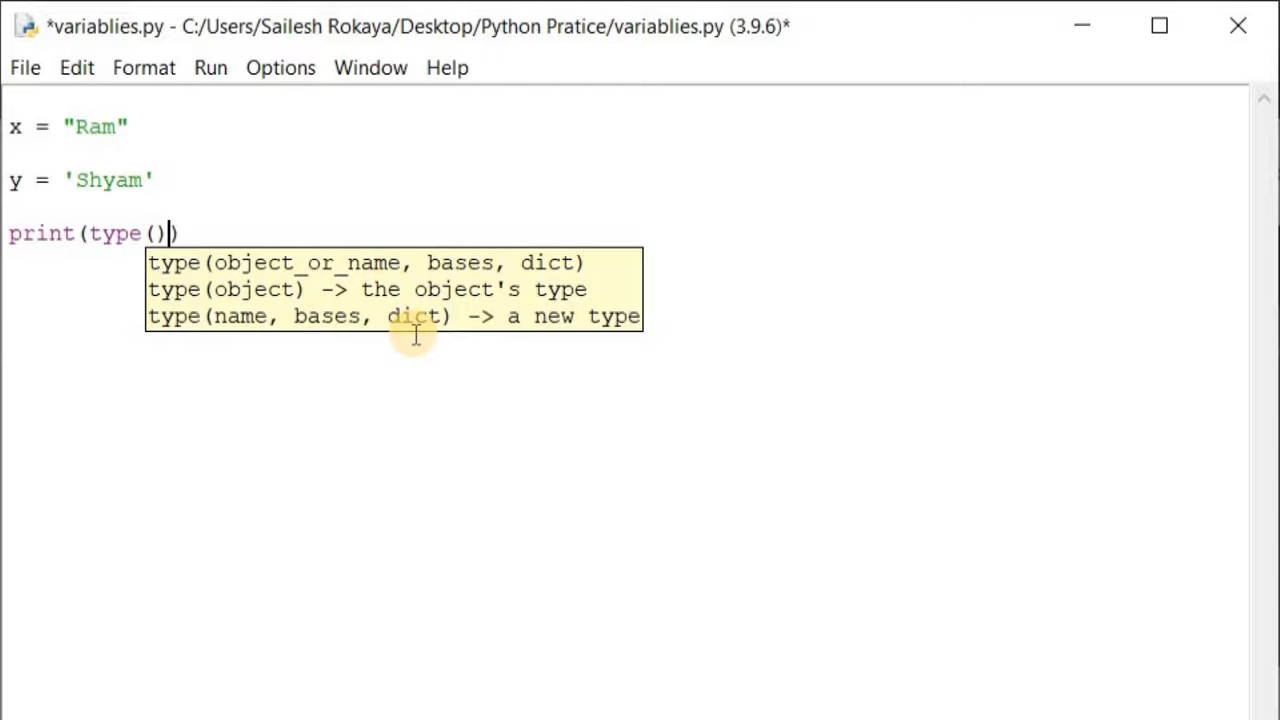 *variablies.py - C:/Users/Sailesh Rokaya/Desktop/Python Pratice/variablies.py (3.9.6)*
File Edit Format Run Options Window Help
x = "Ram"
y = 'Shyam'
print(type())
type(object_or_name, bases, dict)
type(object) -> the object's type
type(name, bases, dict) -> a new type